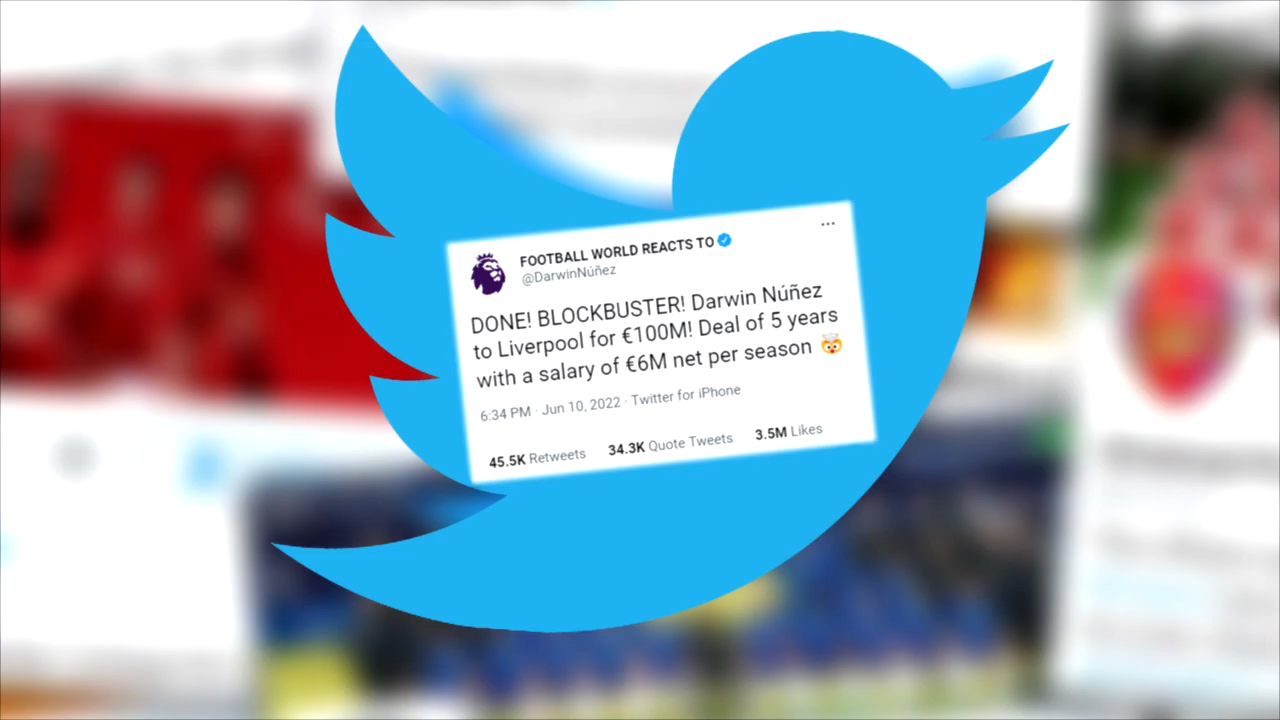 FOOTBALL WORLD REACTS TO
@DarwinNúñez
DONE! BLOCKBUSTER! Darwin Núñez
to Liverpool for €100M! Deal of 5 years
with a salary of €6M net per season 🤯
6:34 PM · Jun 10, 2022 · Twitter for iPhone
45.5K Retweets 34.3K Quote Tweets 3.5M Likes